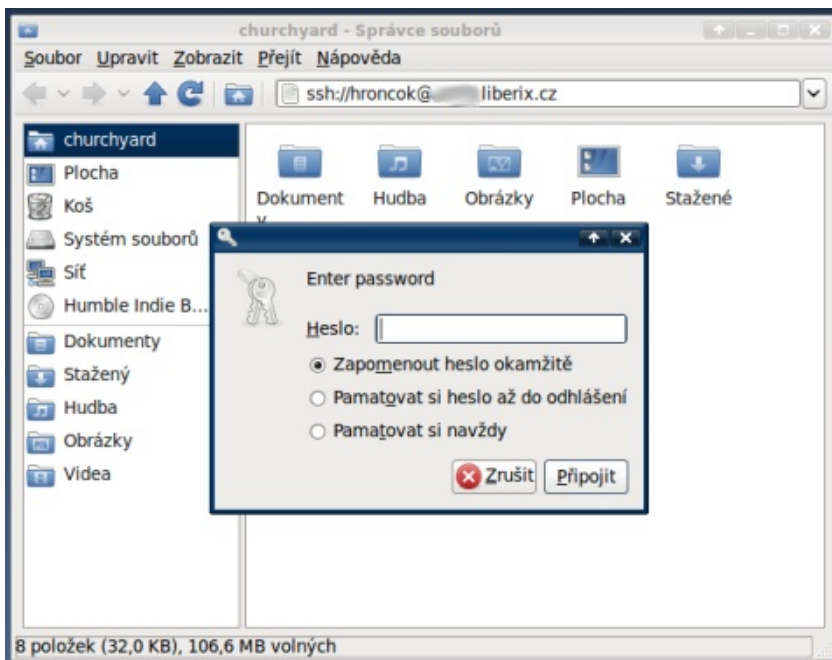 churchyard - Správce souborů
Soubor Upravit Zobrazit Přejít Nápověda
ssh://hroncok@ liberix.cz
churchyard
Plocha
Koš
Systém souborů
Síť
Humble Indie B...
Dokumenty
Stažený
Hudba
Obrázky
Videa
Dokument Hudba Obrázky Plocha Stažené
y
Enter password
Heslo:
Zapomenout heslo okamžitě
Pamatovat si heslo až do odhlášení
Pamatovat si navždy
Zrušit Připojit
8 položek (32,0 KB), 106,6 MB volných